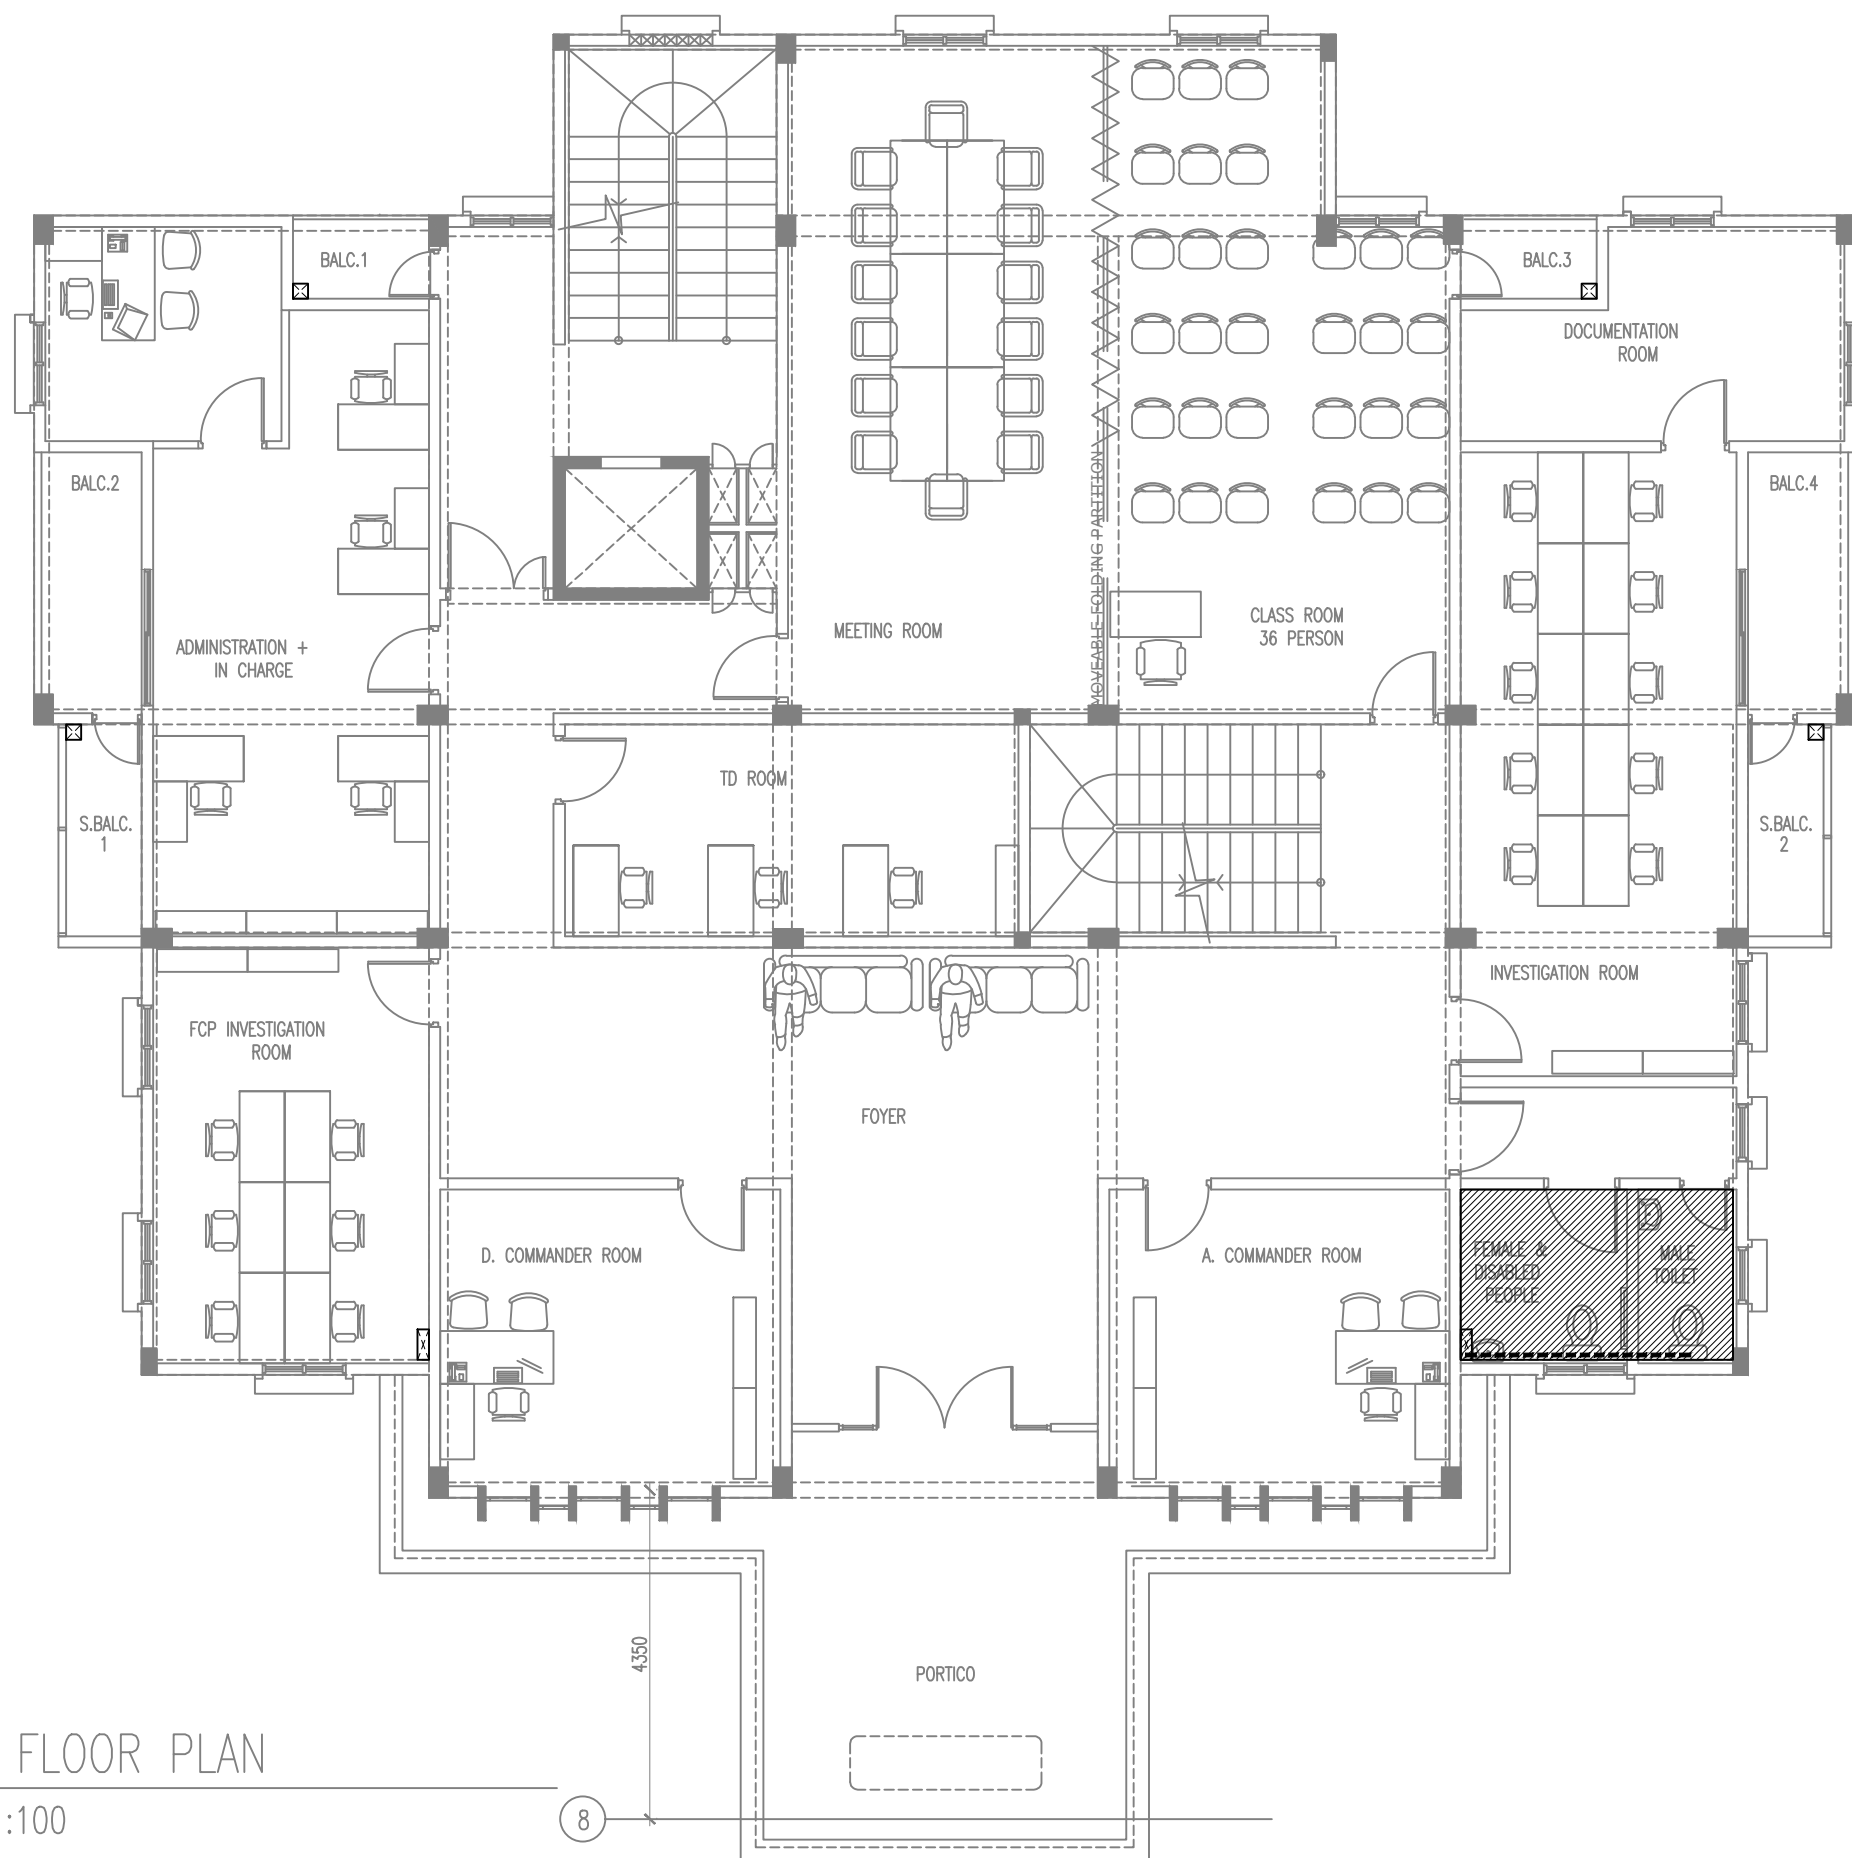 BALC.1
BALC.3
DOCUMENTATION
ROOM
BALC.2
BALC.4
MOVEABLE FOLDING PARTITION
MEETING ROOM
CLASS ROOM
36 PERSON
ADMINISTRATION +
IN CHARGE
TD ROOM
S.BALC.
1
S.BALC.
2
INVESTIGATION ROOM
FCP INVESTIGATION
ROOM
FOYER
D. COMMANDER ROOM
A. COMMANDER ROOM
FEMALE &
DISABLED
PEOPLE
MALE
TOILET
4350
PORTICO
FLOOR PLAN
:100
8